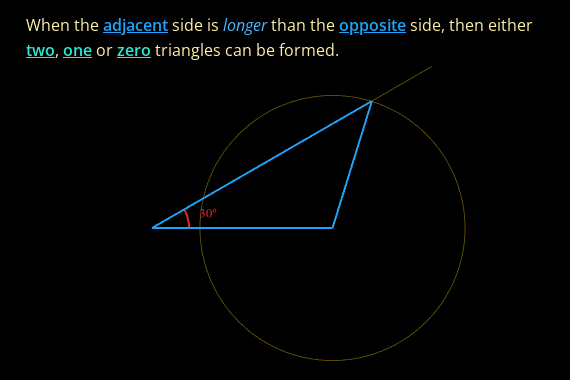 When the adjacent side is longer than the opposite side, then either
two, one or zero triangles can be formed.
30º